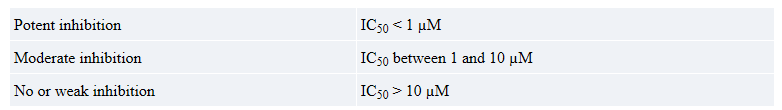 Potent inhibition IC50 < 1 µM
Moderate inhibition IC50 between 1 and 10 µM
No or weak inhibition IC50 > 10 µM